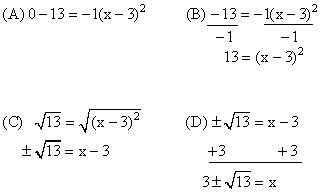 (A) 0 − 13 = −1(x − 3)²
(B) −13 = −1(x − 3)²
−1 −1
13 = (x − 3)²
(C) √13 = √(x − 3)²
± √13 = x − 3
(D) ± √13 = x − 3
+3 +3
3 ± √13 = x